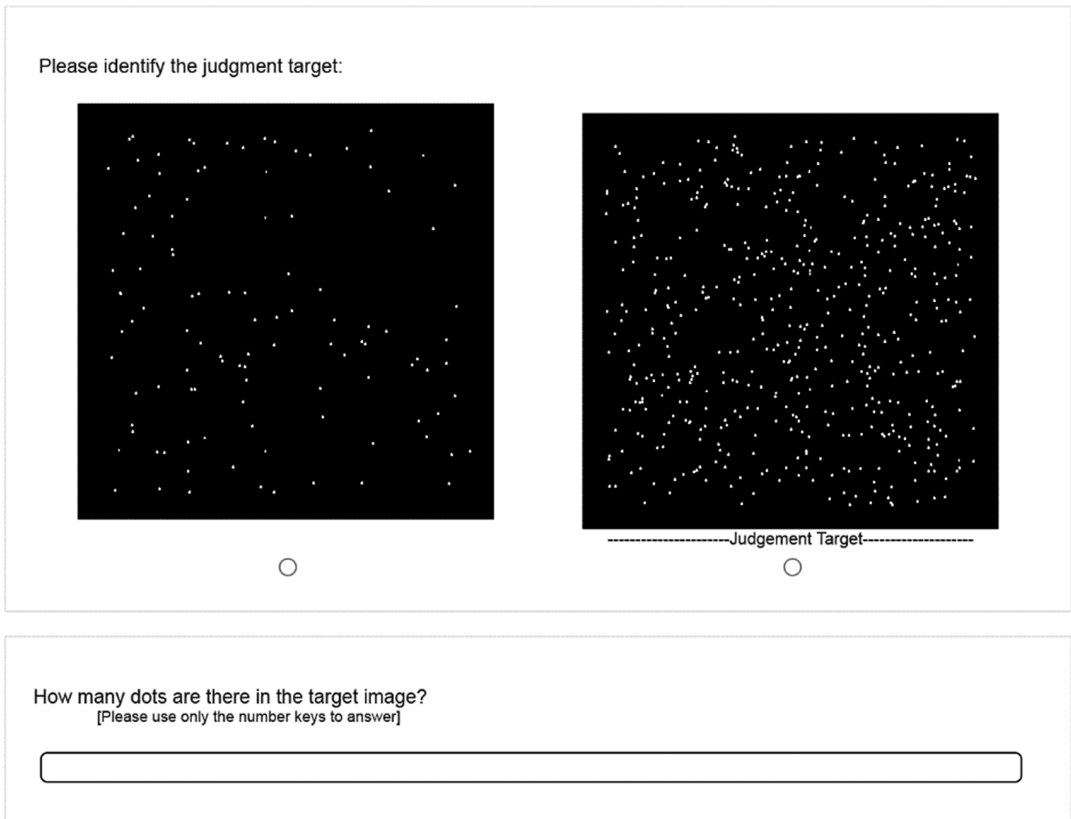 Please identify the judgment target:
----------------------Judgement Target--------------------
How many dots are there in the target image?
[Please use only the number keys to answer]